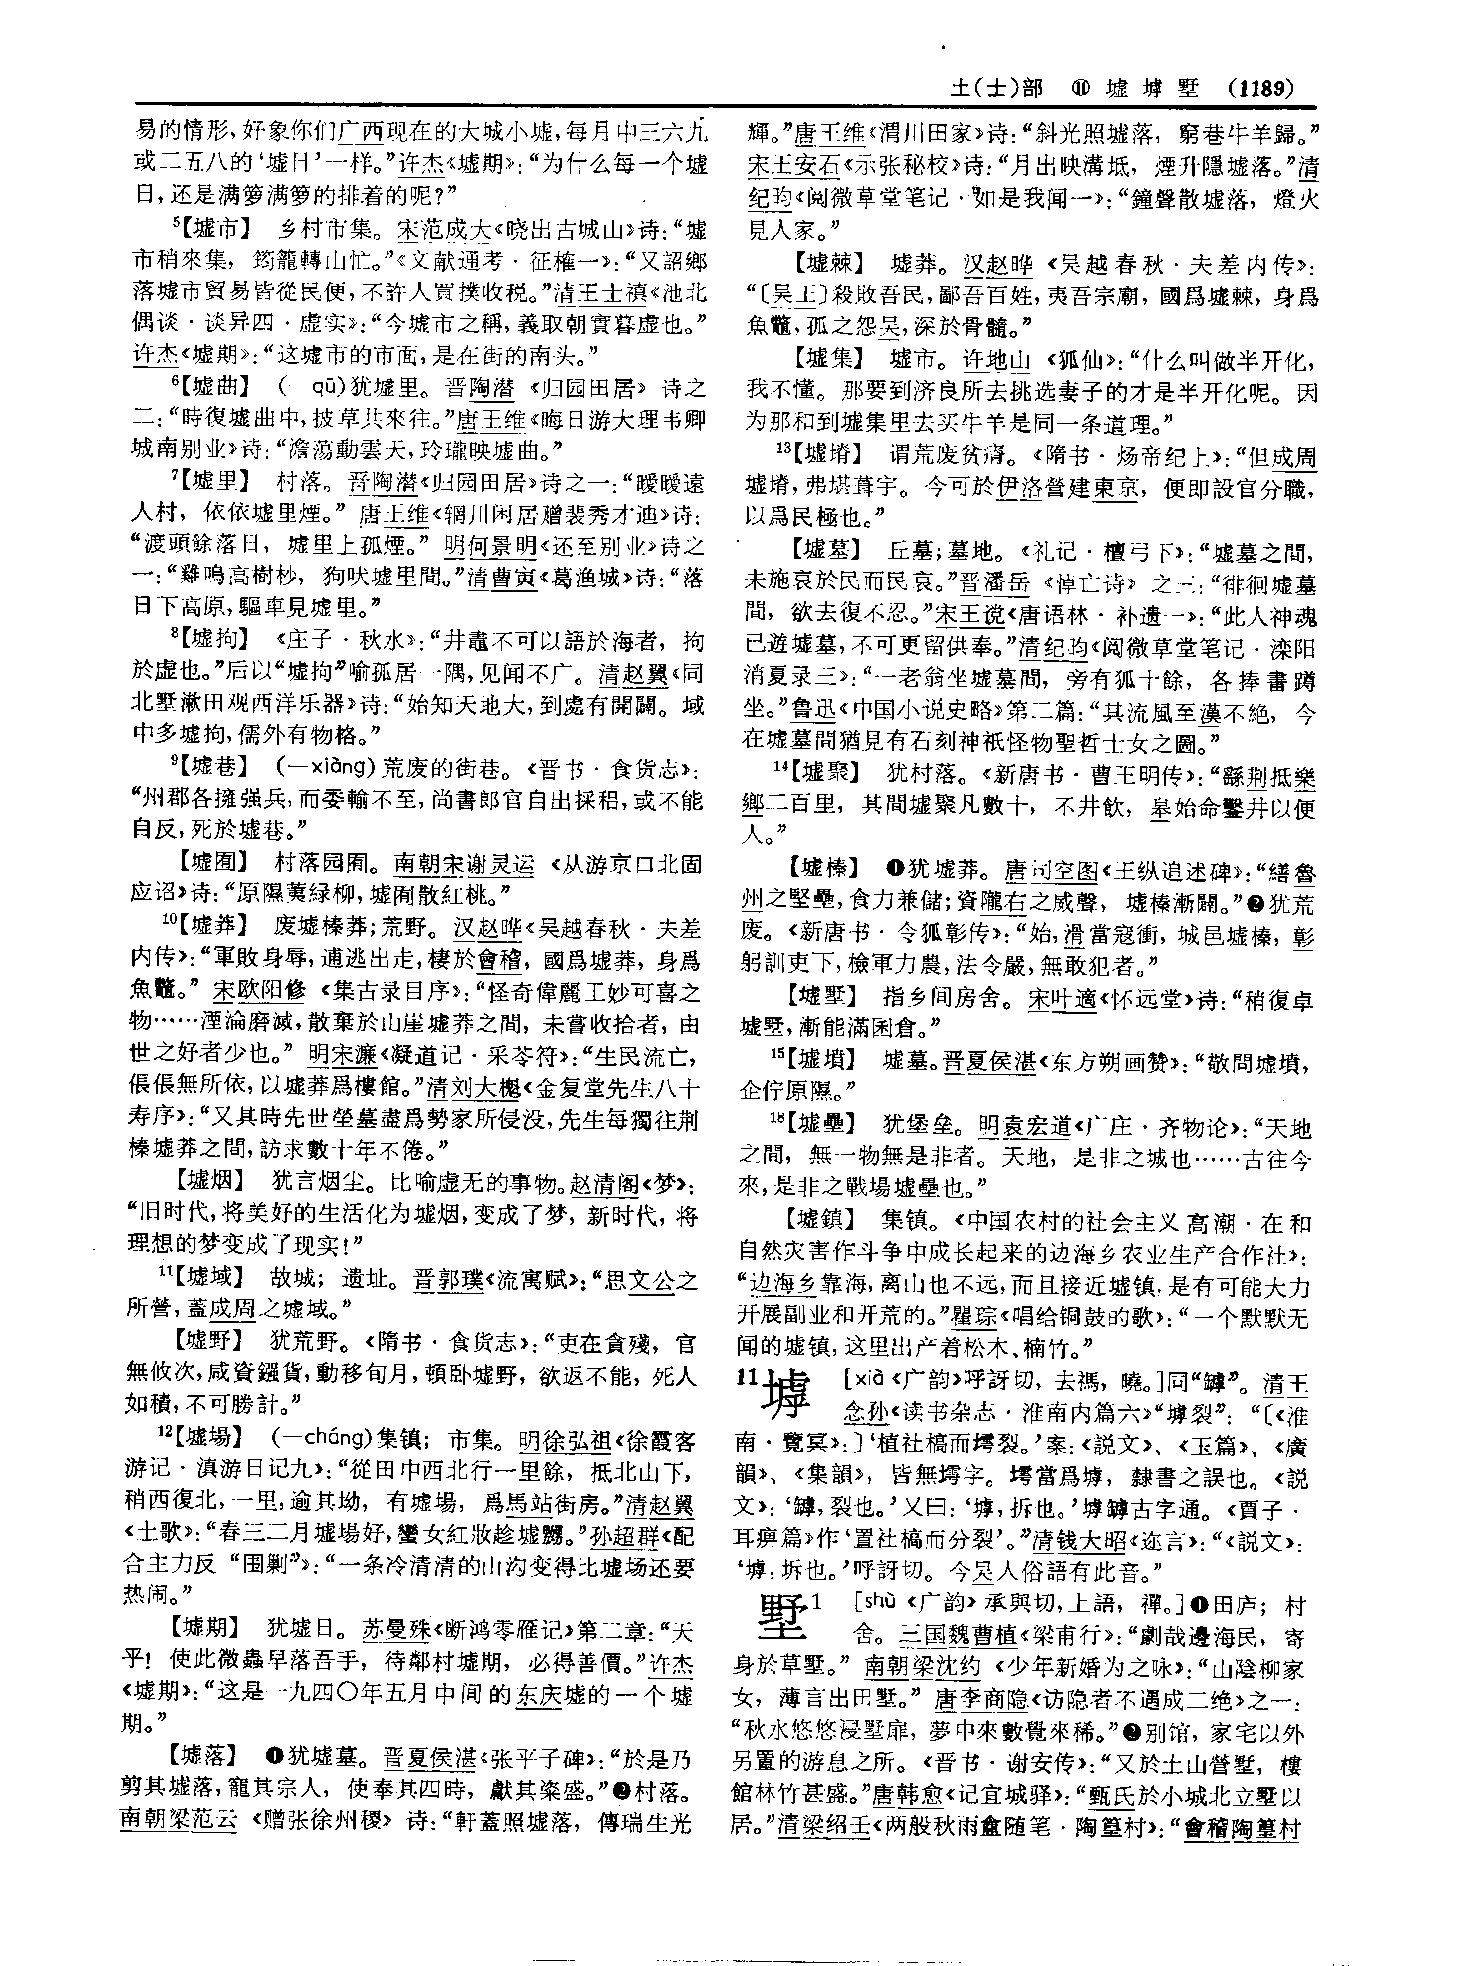 土(士)部 ⑪ 墟 墟 墅 (1189)
易的情形,好象你们广西现在的大城小墟,每月中三六九
或二五八的‘墟日’一样。”许杰《墟期》:“为什么每一个墟
日,还是满箩满箩的排着的呢?”
⁵【墟市】 乡村市集。宋范成大《晓出古城山》诗:“墟
市稍來集, 筠籠轉山忙。”《文献通考·征榷一》:“又詔鄉
落墟市貿易皆從民便,不許人買撲收税。”清王士禛《池北
偶谈·谈异四·虚实》:“今墟市之稱,義取朝實暮虚也。”
许杰《墟期》:“这墟市的市面,是在街的南头。”
⁶【墟曲】 (— qū)犹墟里。晋陶潜《归园田居》诗之
二:“時復墟曲中,披草共來往。”唐王维《晦日游大理韦卿
城南别业》诗:“澹蕩動雲天,玲瓏映墟曲。”
⁷【墟里】 村落。晋陶潜《归园田居》诗之一:“曖曖遠
人村, 依依墟里煙。”唐王维《辋川闲居赠裴秀才迪》诗:
“渡頭餘落日, 墟里上孤煙。”明何景明《还至别业》诗之
一:“雞鳴高樹杪, 狗吠墟里間。”清曹寅《葛渔城》诗:“落
日下高原,驅車見墟里。”
⁸【墟拘】 《庄子·秋水》:“井鼃不可以語於海者, 拘
於虚也。”后以“墟拘”喻孤居一隅,见闻不广。清赵翼《同
北墅漱田观西洋乐器》诗:“始知天地大,到處有開闢。域
中多墟拘,儒外有物格。”
⁹【墟巷】 (—xiàng)荒废的街巷。《晋书·食货志》:
“州郡各擁强兵,而委輸不至,尚書郎官自出採稆,或不能
自反,死於墟巷。”
【墟囿】 村落园囿。南朝宋谢灵运《从游京口北固
应诏》诗:“原隰荑緑柳,墟囿散紅桃。”
¹⁰【墟莽】 废墟榛莽;荒野。汉赵晔《吴越春秋·夫差
内传》:“軍敗身辱,逋逃出走,棲於會稽, 國爲墟莽, 身爲
魚鼈。”宋欧阳修《集古录目序》:“怪奇偉麗工妙可喜之
物……湮淪磨滅,散棄於山崖墟莽之間, 未嘗收拾者, 由
世之好者少也。”明宋濂《凝道记·采苓符》:“生民流亡,
倀倀無所依,以墟莽爲樓館。”清刘大櫆《金复堂先生八十
寿序》:“又其時先世塋墓盡爲勢家所侵没,先生每獨往荆
榛墟莽之間,訪求數十年不倦。”
【墟烟】 犹言烟尘。比喻虚无的事物。赵清阁《梦》:
“旧时代,将美好的生活化为墟烟,变成了梦, 新时代, 将
理想的梦变成了现实!”
¹¹【墟域】 故城; 遗址。晋郭璞《流寓赋》:“思文公之
所營,蓋成周之墟域。”
【墟野】 犹荒野。《隋书·食货志》:“吏在貪殘, 官
無攸次,咸資鏹貨,動移旬月,頓卧墟野,欲返不能,死人
如積,不可勝計。”
¹²【墟場】 (—cháng)集镇; 市集。明徐弘祖《徐霞客
游记·滇游日记九》:“從田中西北行一里餘, 抵北山下,
稍西復北,一里,逾其坳, 有墟場, 爲馬站街房。”清赵翼
《土歌》:“春三二月墟場好,蠻女紅妝趁墟嬲。”孙超群《配
合主力反“围剿”》:“一条冷清清的山沟变得比墟场还要
热闹。”
【墟期】 犹墟日。苏曼殊《断鸿零雁记》第二章:“天
乎! 使此微蟲早落吾手, 待鄰村墟期, 必得善價。”许杰
《墟期》:“这是一九四〇年五月中间的东庆墟的一个墟
期。”
【墟落】 ❶犹墟墓。晋夏侯湛《张平子碑》:“於是乃
剪其墟落,寵其宗人, 使奉其四時, 獻其粢盛。”❷村落。
南朝梁范云《赠张徐州稷》诗:“軒蓋照墟落, 傳瑞生光
輝。”唐王维《渭川田家》诗:“斜光照墟落, 窮巷牛羊歸。”
宋王安石《示张秘校》诗:“月出映溝坻, 煙升隱墟落。”清
纪昀《阅微草堂笔记·如是我闻一》:“鐘聲散墟落, 燈火
見人家。”
【墟棘】 墟莽。汉赵晔《吴越春秋·夫差内传》:
“〔吴王〕殺敗吾民,鄙吾百姓,夷吾宗廟,國爲墟棘,身爲
魚鼈,孤之怨吴,深於骨髓。”
【墟集】 墟市。许地山《狐仙》:“什么叫做半开化,
我不懂。那要到济良所去挑选妻子的才是半开化呢。因
为那和到墟集里去买牛羊是同一条道理。”
¹³【墟塉】 谓荒废贫瘠。《隋书·炀帝纪上》:“但成周
墟塉,弗堪葺宇。今可於伊洛營建東京, 便即設官分職,
以爲民極也。”
【墟墓】 丘墓;墓地。《礼记·檀弓下》:“墟墓之間,
未施哀於民而民哀。”晋潘岳《悼亡诗》之三:“徘徊墟墓
間, 欲去復不忍。”宋王谠《唐语林·补遗一》:“此人神魂
已遊墟墓,不可更留供奉。”清纪昀《阅微草堂笔记·滦阳
消夏录三》:“一老翁坐墟墓間, 旁有狐十餘, 各捧書蹲
坐。”鲁迅《中国小说史略》第二篇:“其流風至漢不絶, 今
在墟墓間猶見有石刻神祇怪物聖哲士女之圖。”
¹⁴【墟聚】 犹村落。《新唐书·曹王明传》:“繇荆抵樂
鄉二百里, 其間墟聚凡數十, 不井飲, 皋始命鑿井以便
人。”
【墟榛】 ❶犹墟莽。唐司空图《王纵追述碑》:“缮魯
州之堅壘,食力兼儲;資隴右之威聲, 墟榛漸闢。”❷犹荒
废。《新唐书·令狐彰传》:“始,滑當寇衝,城邑墟榛, 彰
躬訓吏下,檢軍力農,法令嚴,無敢犯者。”
【墟墅】 指乡间房舍。宋叶適《怀远堂》诗:“稍復卓
墟墅,漸能滿囷倉。”
¹⁵【墟墳】 墟墓。晋夏侯湛《东方朔画赞》:“敬問墟墳,
企佇原隰。”
¹⁸【墟壘】 犹堡垒。明袁宏道《广庄·齐物论》:“天地
之間, 無一物無是非者。天地, 是非之城也……古往今
來,是非之戰場墟壘也。”
【墟鎮】 集镇。《中国农村的社会主义高潮·在和
自然灾害作斗争中成长起来的边海乡农业生产合作社》:
“边海乡靠海,离山也不远,而且接近墟镇,是有可能大力
开展副业和开荒的。”瞿琮《唱给铜鼓的歌》:“一个默默无
闻的墟镇,这里出产着松木、楠竹。”
11 墟 [xià《广韵》呼訝切, 去禡, 曉。]同“罅”。清王
念孙《读书杂志·淮南内篇六》“墟裂”: “〔《淮
南·覽冥》:〕‘植社槁而㙤裂。’案:《説文》、《玉篇》、《廣
韻》、《集韻》, 皆無㙤字。㙤當爲墟, 隸書之誤也。《説
文》:‘罅,裂也。’又曰:‘墟,拆也。’墟罅古字通。《賈子·
耳痹篇》作‘置社槁而分裂’。”清钱大昭《迩言》:“《説文》:
‘墟,坼也。’呼訝切。今吴人俗語有此音。”
墅¹ [shù《广韵》承與切,上語, 禪。]❶田庐; 村
舍。三国魏曹植《梁甫行》:“劇哉邊海民, 寄
身於草墅。”南朝梁沈约《少年新婚为之咏》:“山陰柳家
女, 薄言出田墅。”唐李商隐《访隐者不遇成二绝》之一:
“秋水悠悠浸墅扉, 夢中來數覺來稀。”❷别馆, 家宅以外
另置的游息之所。《晋书·谢安传》:“又於土山營墅, 樓
館林竹甚盛。”唐韩愈《记宜城驿》:“甄氏於小城北立墅以
居。”清梁绍壬《两般秋雨盦随笔·陶篁村》:“會稽陶篁村